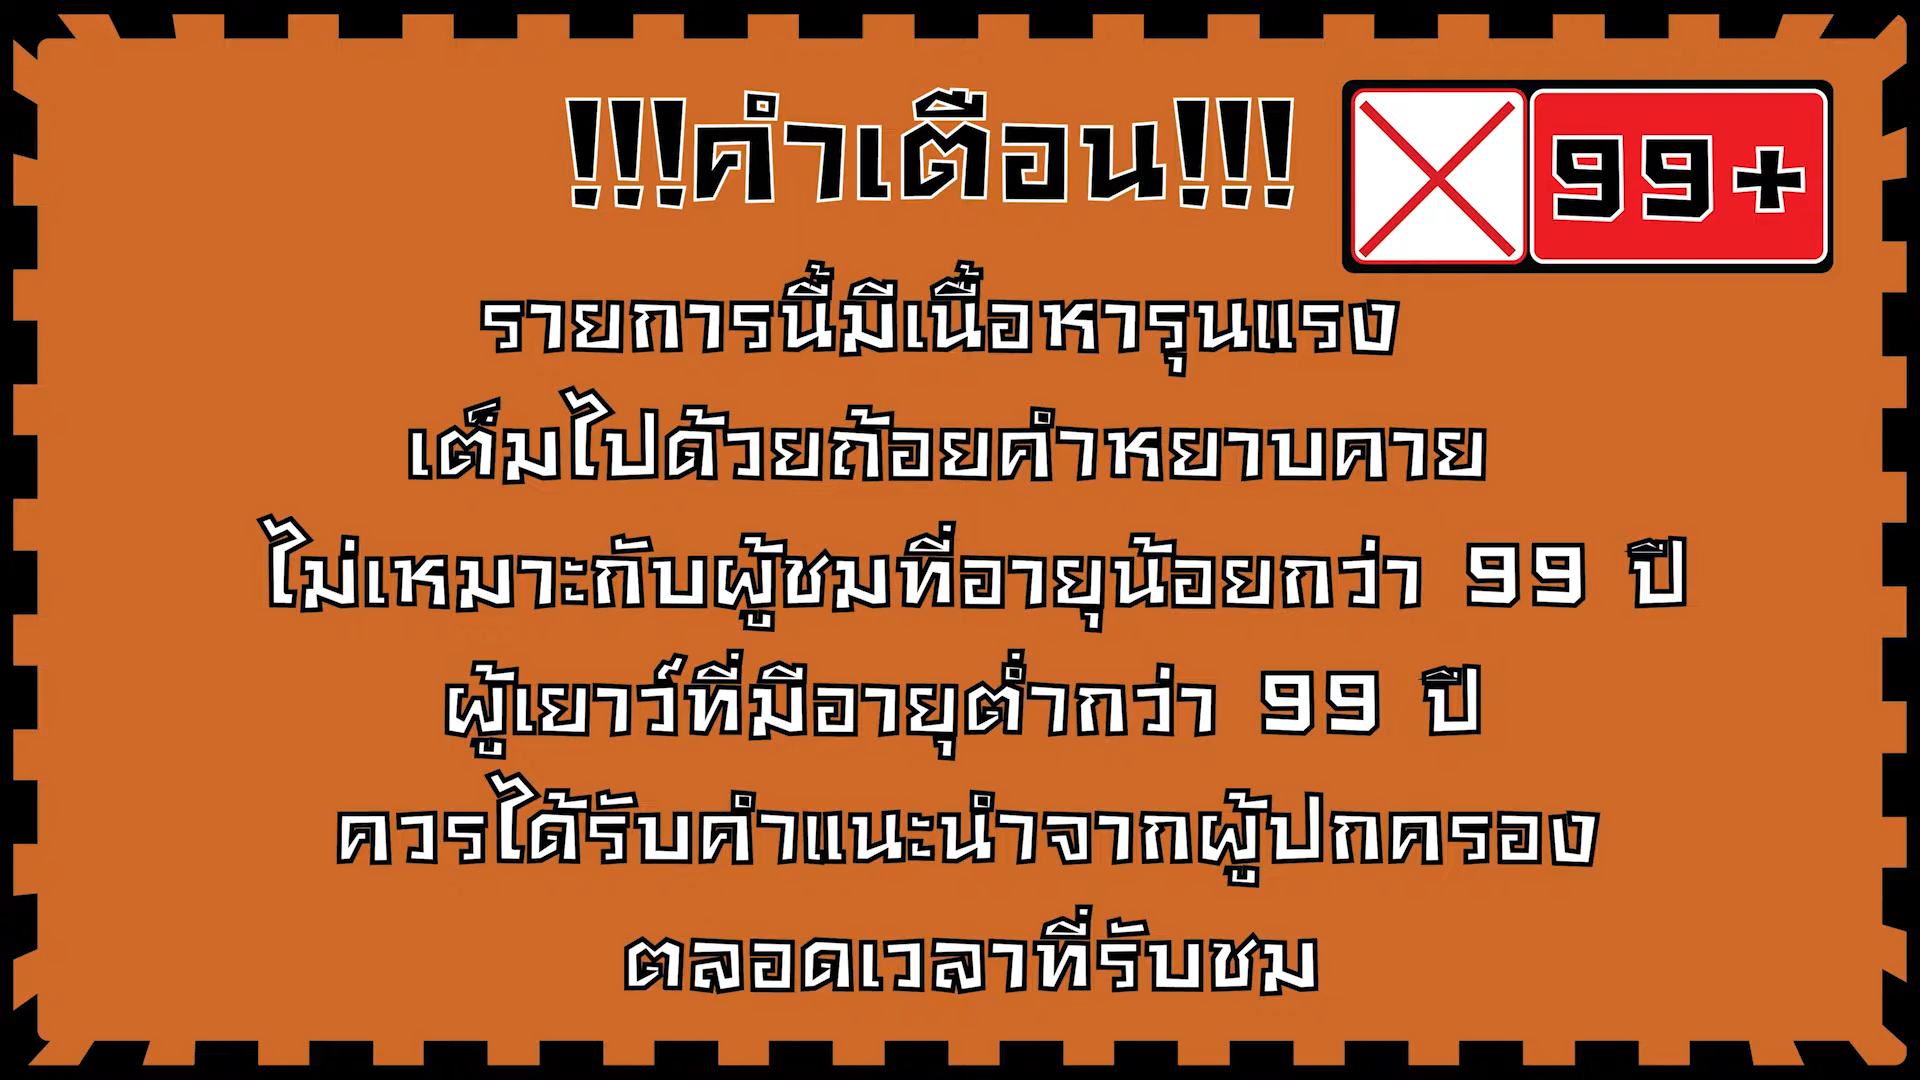 !!!คำเตือน!!!
99+
รายการนี้มีเนื้อหารุนแรง
เต็มไปด้วยถ้อยคำหยาบคาย
ไม่เหมาะกับผู้ชมที่อายุน้อยกว่า 99 ปี
ผู้เยาว์ที่มีอายุต่ำกว่า 99 ปี
ควรได้รับคำแนะนำจากผู้ปกครอง
ตลอดเวลาที่รับชม